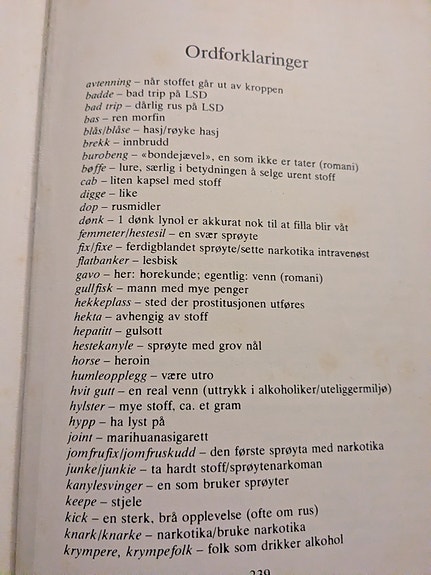 Ordforklaringer
avtenning – når stoffet går ut av kroppen
badde – bad trip på LSD
bad trip – dårlig rus på LSD
bas – ren morfin
blås/blåse – hasj/røyke hasj
brekk – innbrudd
burobeng – «bondejævel», en som ikke er tater (romani)
bøffe – lure, særlig i betydningen å selge urent stoff
cab – liten kapsel med stoff
digge – like
dop – rusmidler
dønk – 1 dønk lynol er akkurat nok til at filla blir våt
femmeter/hestesil – en svær sprøyte
fix/fixe – ferdigblandet sprøyte/sette narkotika intravenøst
flatbanker – lesbisk
gavo – her: horekunde; egentlig: venn (romani)
gullfisk – mann med mye penger
hekkeplass – sted der prostitusjonen utføres
hekta – avhengig av stoff
hepatitt – gulsott
hestekanyle – sprøyte med grov nål
horse – heroin
humleopplegg – være utro
hvit gutt – en real venn (uttrykk i alkoholiker/uteliggermiljø)
hylster – mye stoff, ca. et gram
hypp – ha lyst på
joint – marihuanasigarett
jomfrufix/jomfruskudd – den første sprøyta med narkotika
junke/junkie – ta hardt stoff/sprøytenarkoman
kanylesvinger – en som bruker sprøyter
keepe – stjele
kick – en sterk, brå opplevelse (ofte om rus)
knark/knarke – narkotika/bruke narkotika
krympere, krympefolk – folk som drikker alkohol
239